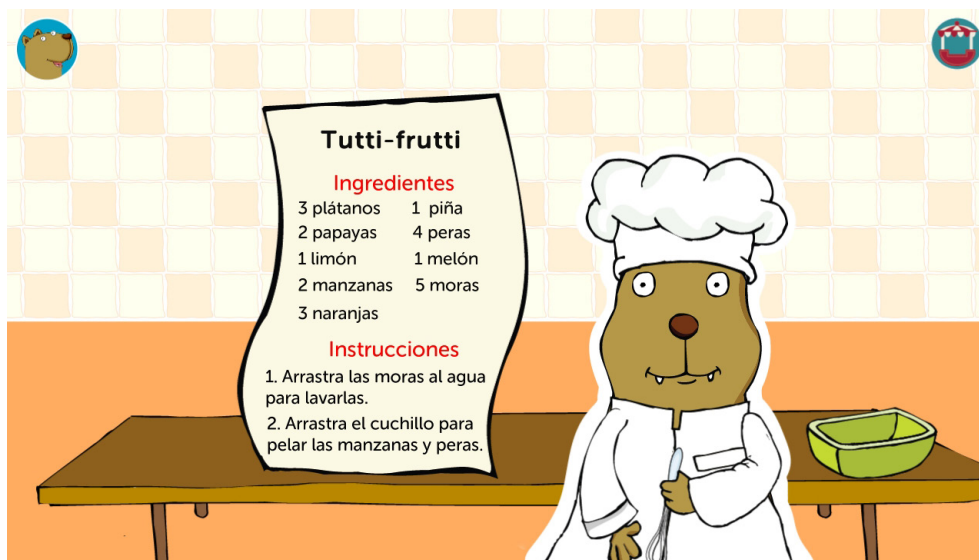 Tutti-frutti
Ingredientes
3 plátanos 1 piña
2 papayas 4 peras
1 limón 1 melón
2 manzanas 5 moras
3 naranjas
Instrucciones
1. Arrastra las moras al agua
para lavarlas.
2. Arrastra el cuchillo para
pelar las manzanas y peras.